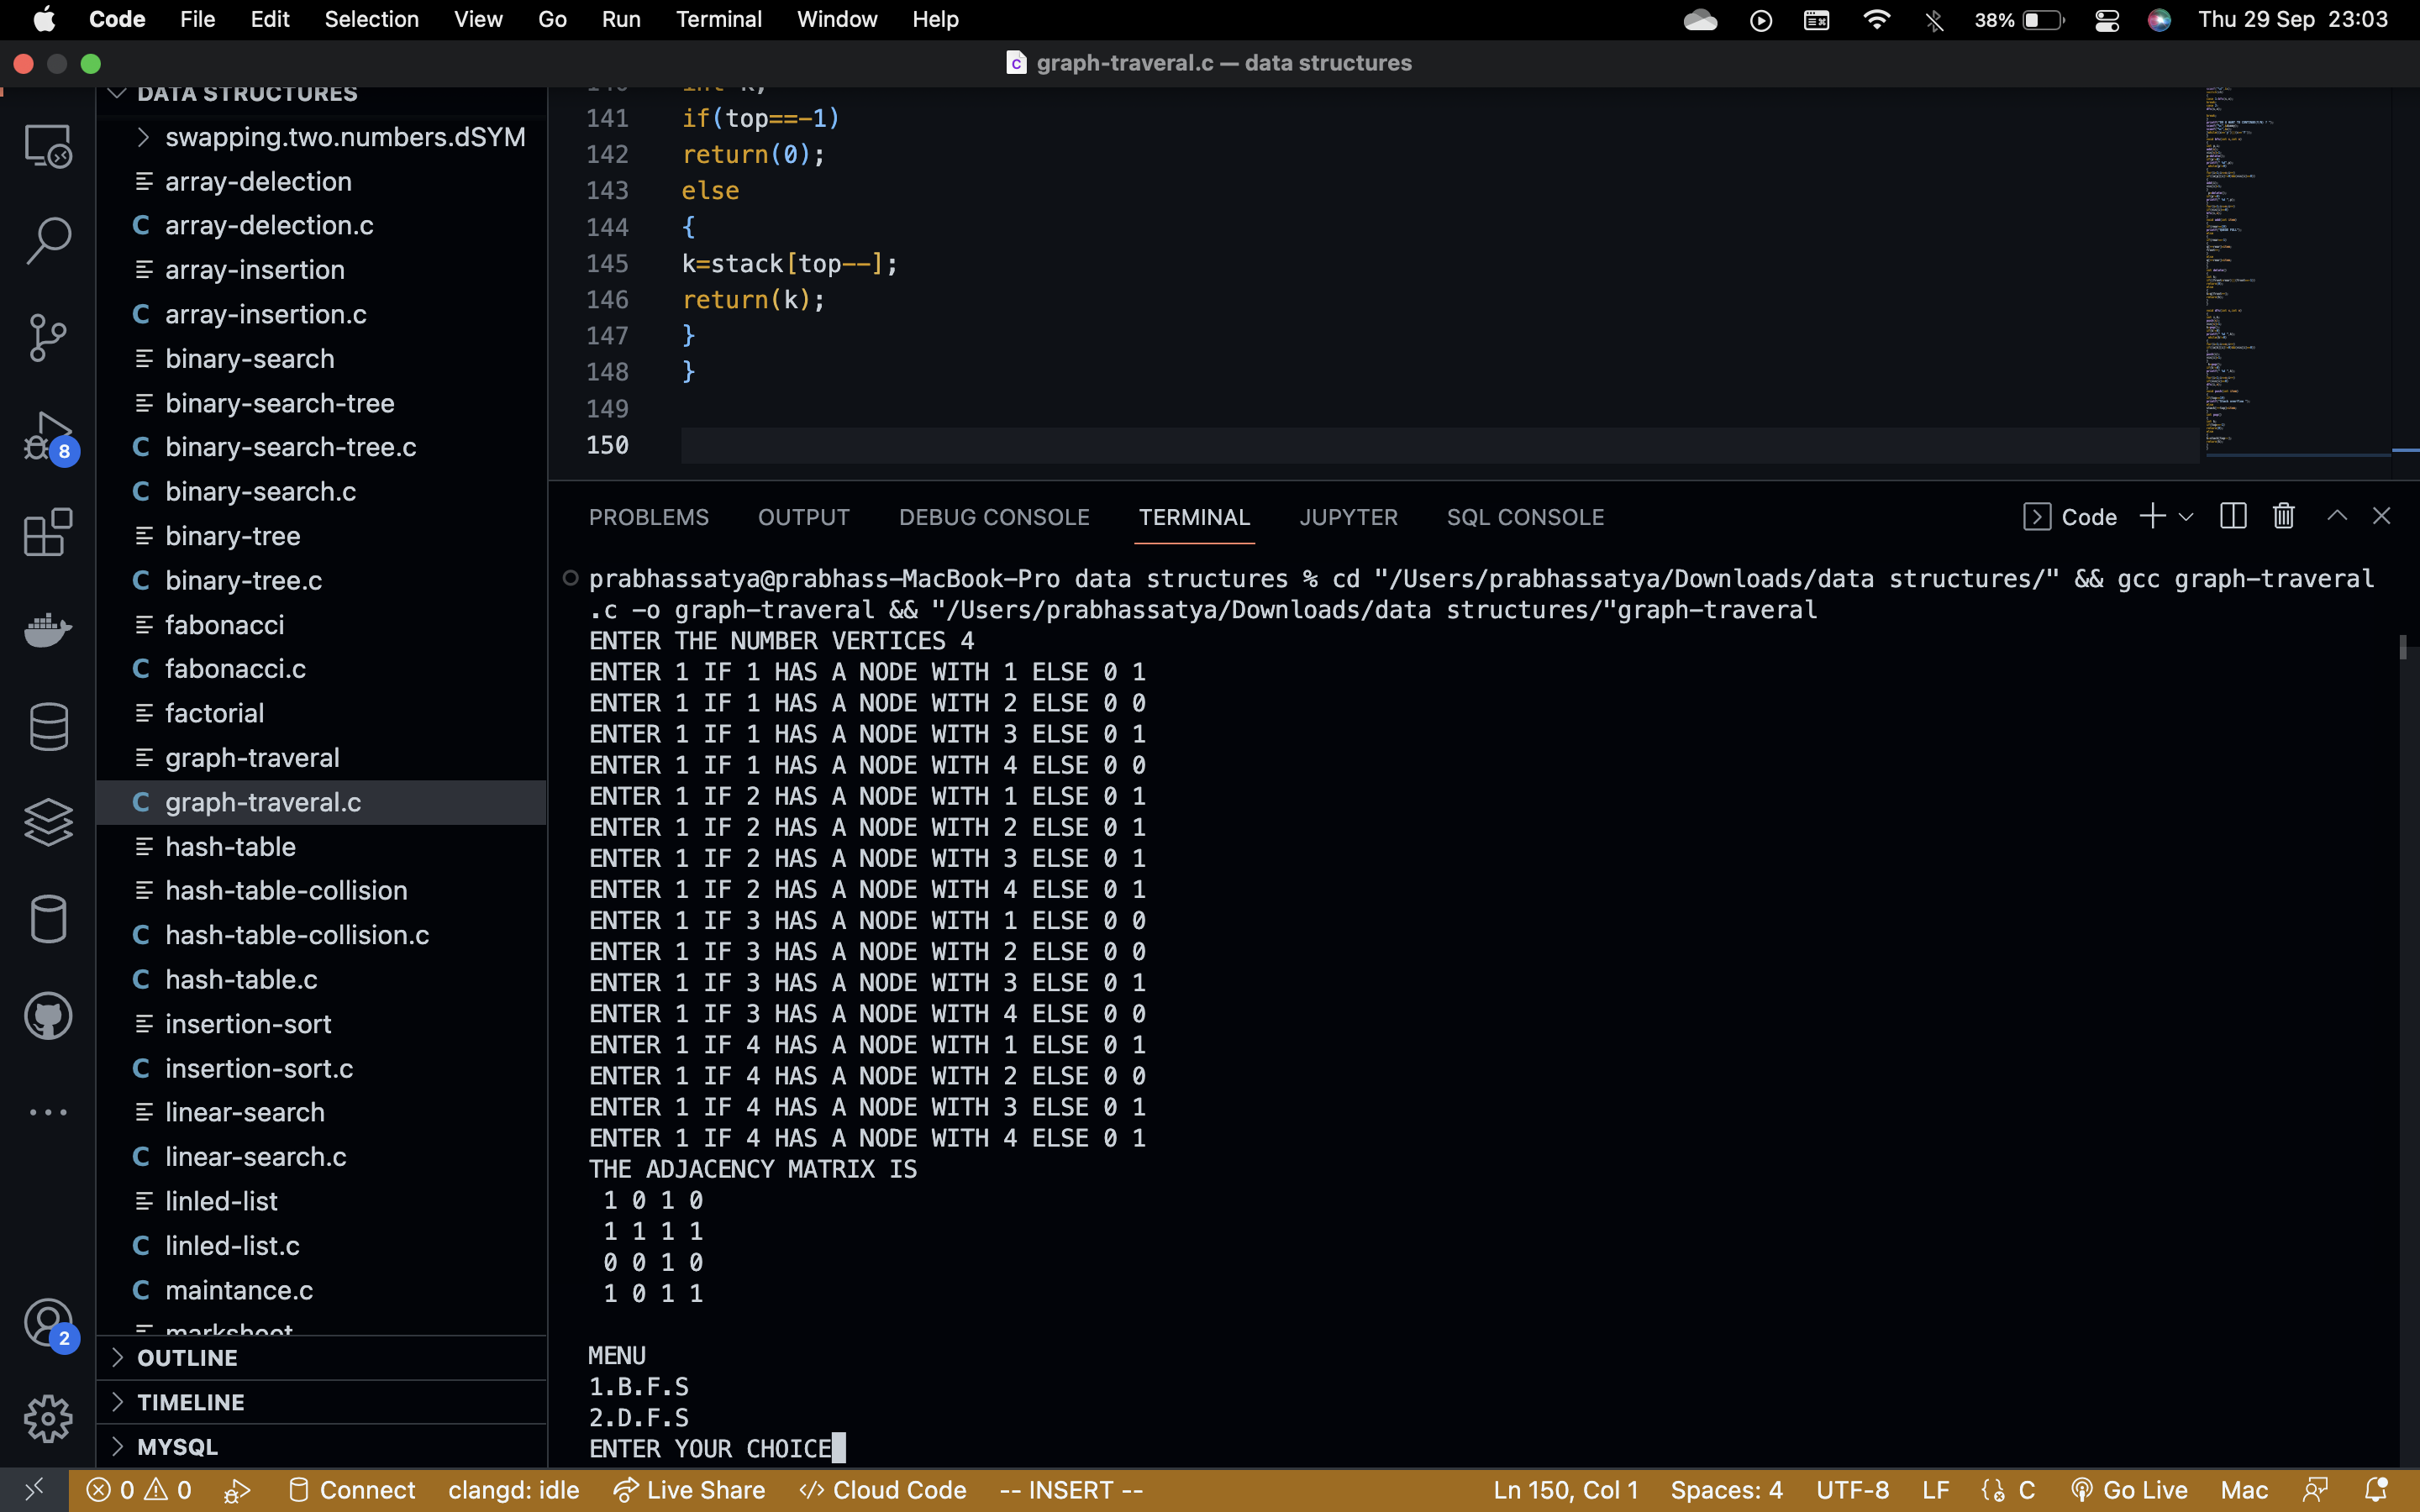 Code File Edit Selection View Go Run Terminal Window Help 38% Thu 29 Sep 23:03
graph-traveral.c — data structures
DATA STRUCTURES
swapping.two.numbers.dSYM
array-delection
array-delection.c
array-insertion
array-insertion.c
binary-search
binary-search-tree
binary-search-tree.c
binary-search.c
binary-tree
binary-tree.c
fabonacci
fabonacci.c
factorial
graph-traveral
graph-traveral.c
hash-table
hash-table-collision
hash-table-collision.c
hash-table.c
insertion-sort
insertion-sort.c
linear-search
linear-search.c
linled-list
linled-list.c
maintance.c
marksheet
OUTLINE
TIMELINE
MYSQL
8
2
140 int k;
141 if(top==-1)
142 return(0);
143 else
144 {
145 k=stack[top--];
146 return(k);
147 }
148 }
149
150
PROBLEMS OUTPUT DEBUG CONSOLE TERMINAL JUPYTER SQL CONSOLE Code
prabhassatya@prabhass-MacBook-Pro data structures % cd "/Users/prabhassatya/Downloads/data structures/" && gcc graph-traveral
.c -o graph-traveral && "/Users/prabhassatya/Downloads/data structures/"graph-traveral
ENTER THE NUMBER VERTICES 4
ENTER 1 IF 1 HAS A NODE WITH 1 ELSE 0 1
ENTER 1 IF 1 HAS A NODE WITH 2 ELSE 0 0
ENTER 1 IF 1 HAS A NODE WITH 3 ELSE 0 1
ENTER 1 IF 1 HAS A NODE WITH 4 ELSE 0 0
ENTER 1 IF 2 HAS A NODE WITH 1 ELSE 0 1
ENTER 1 IF 2 HAS A NODE WITH 2 ELSE 0 1
ENTER 1 IF 2 HAS A NODE WITH 3 ELSE 0 1
ENTER 1 IF 2 HAS A NODE WITH 4 ELSE 0 1
ENTER 1 IF 3 HAS A NODE WITH 1 ELSE 0 0
ENTER 1 IF 3 HAS A NODE WITH 2 ELSE 0 0
ENTER 1 IF 3 HAS A NODE WITH 3 ELSE 0 1
ENTER 1 IF 3 HAS A NODE WITH 4 ELSE 0 0
ENTER 1 IF 4 HAS A NODE WITH 1 ELSE 0 1
ENTER 1 IF 4 HAS A NODE WITH 2 ELSE 0 0
ENTER 1 IF 4 HAS A NODE WITH 3 ELSE 0 1
ENTER 1 IF 4 HAS A NODE WITH 4 ELSE 0 1
THE ADJACENCY MATRIX IS
1 0 1 0
1 1 1 1
0 0 1 0
1 0 1 1
MENU
1.B.F.S
2.D.F.S
ENTER YOUR CHOICE
0 0 Connect clangd: idle Live Share Cloud Code -- INSERT -- Ln 150, Col 1 Spaces: 4 UTF-8 LF C Go Live Mac